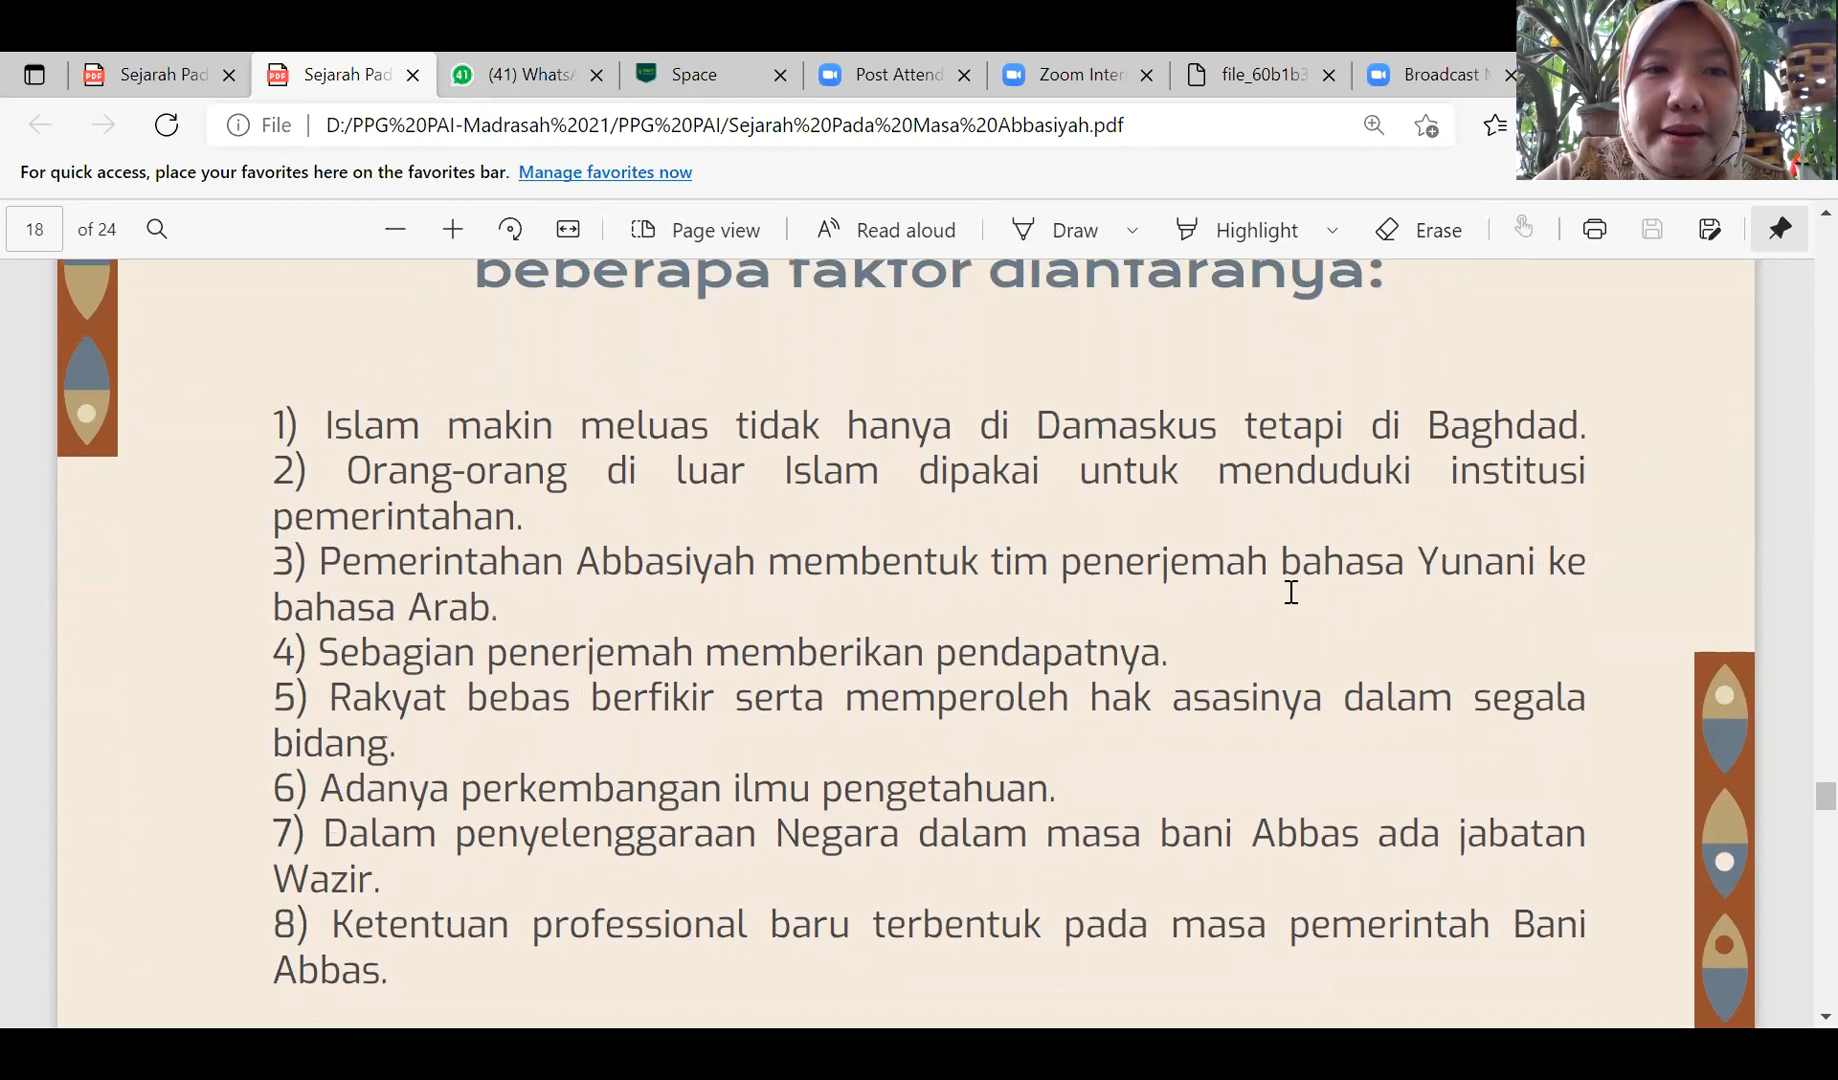 Sejarah Pad
Sejarah Pad
41
(41) WhatsA
Space
Post Attend
Zoom Inter
file_60b1b3
Broadcast M
File
D:/PPG%20PAI-Madrasah%2021/PPG%20PAI/Sejarah%20Pada%20Masa%20Abbasiyah.pdf
For quick access, place your favorites here on the favorites bar. Manage favorites now
18 of 24
Page view
Read aloud
Draw
Highlight
Erase
beberapa faktor diantaranya:
1) Islam makin meluas tidak hanya di Damaskus tetapi di Baghdad.
2) Orang-orang di luar Islam dipakai untuk menduduki institusi
pemerintahan.
3) Pemerintahan Abbasiyah membentuk tim penerjemah bahasa Yunani ke
bahasa Arab.
4) Sebagian penerjemah memberikan pendapatnya.
5) Rakyat bebas berfikir serta memperoleh hak asasinya dalam segala
bidang.
6) Adanya perkembangan ilmu pengetahuan.
7) Dalam penyelenggaraan Negara dalam masa bani Abbas ada jabatan
Wazir.
8) Ketentuan professional baru terbentuk pada masa pemerintah Bani
Abbas.